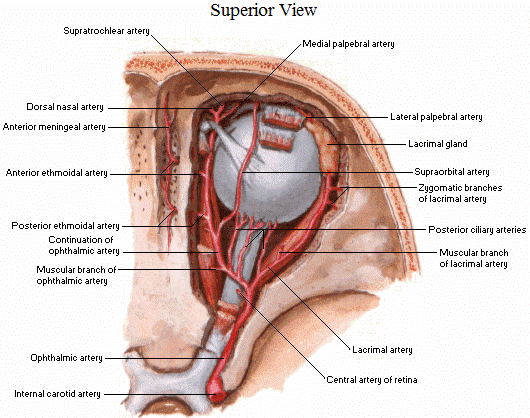 Superior View
Supratrochlear artery
Medial palpebral artery
Dorsal nasal artery
Anterior meningeal artery
Lateral palpebral artery
Lacrimal gland
Anterior ethmoidal artery
Supraorbital artery
Zygomatic branches
of lacrimal artery
Posterior ethmoidal artery
Posterior ciliary arteries
Continuation of
ophthalmic artery
Muscular branch
of lacrimal artery
Muscular branch of
ophthalmic artery
Lacrimal artery
Ophthalmic artery
Central artery of retina
Internal carotid artery